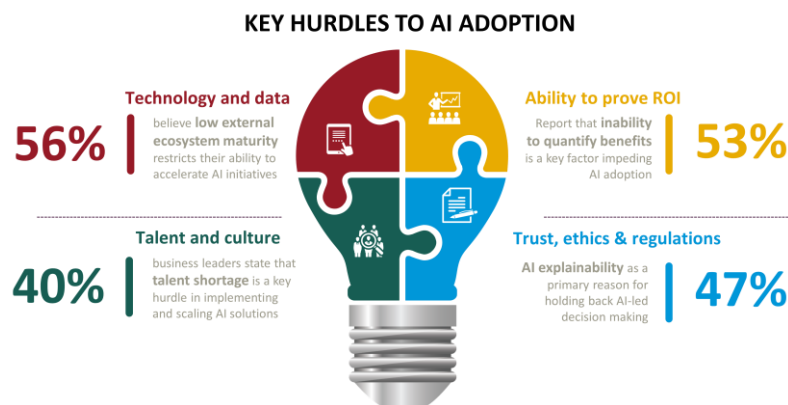 KEY HURDLES TO AI ADOPTION
Technology and data
56%
believe low external
ecosystem maturity
restricts their ability to
accelerate AI initiatives
Ability to prove ROI
Report that inability
to quantify benefits
is a key factor impeding
AI adoption
53%
Talent and culture
40%
business leaders state that
talent shortage is a key
hurdle in implementing
and scaling AI solutions
Trust, ethics & regulations
AI explainability as a
primary reason for
holding back AI-led
decision making
47%